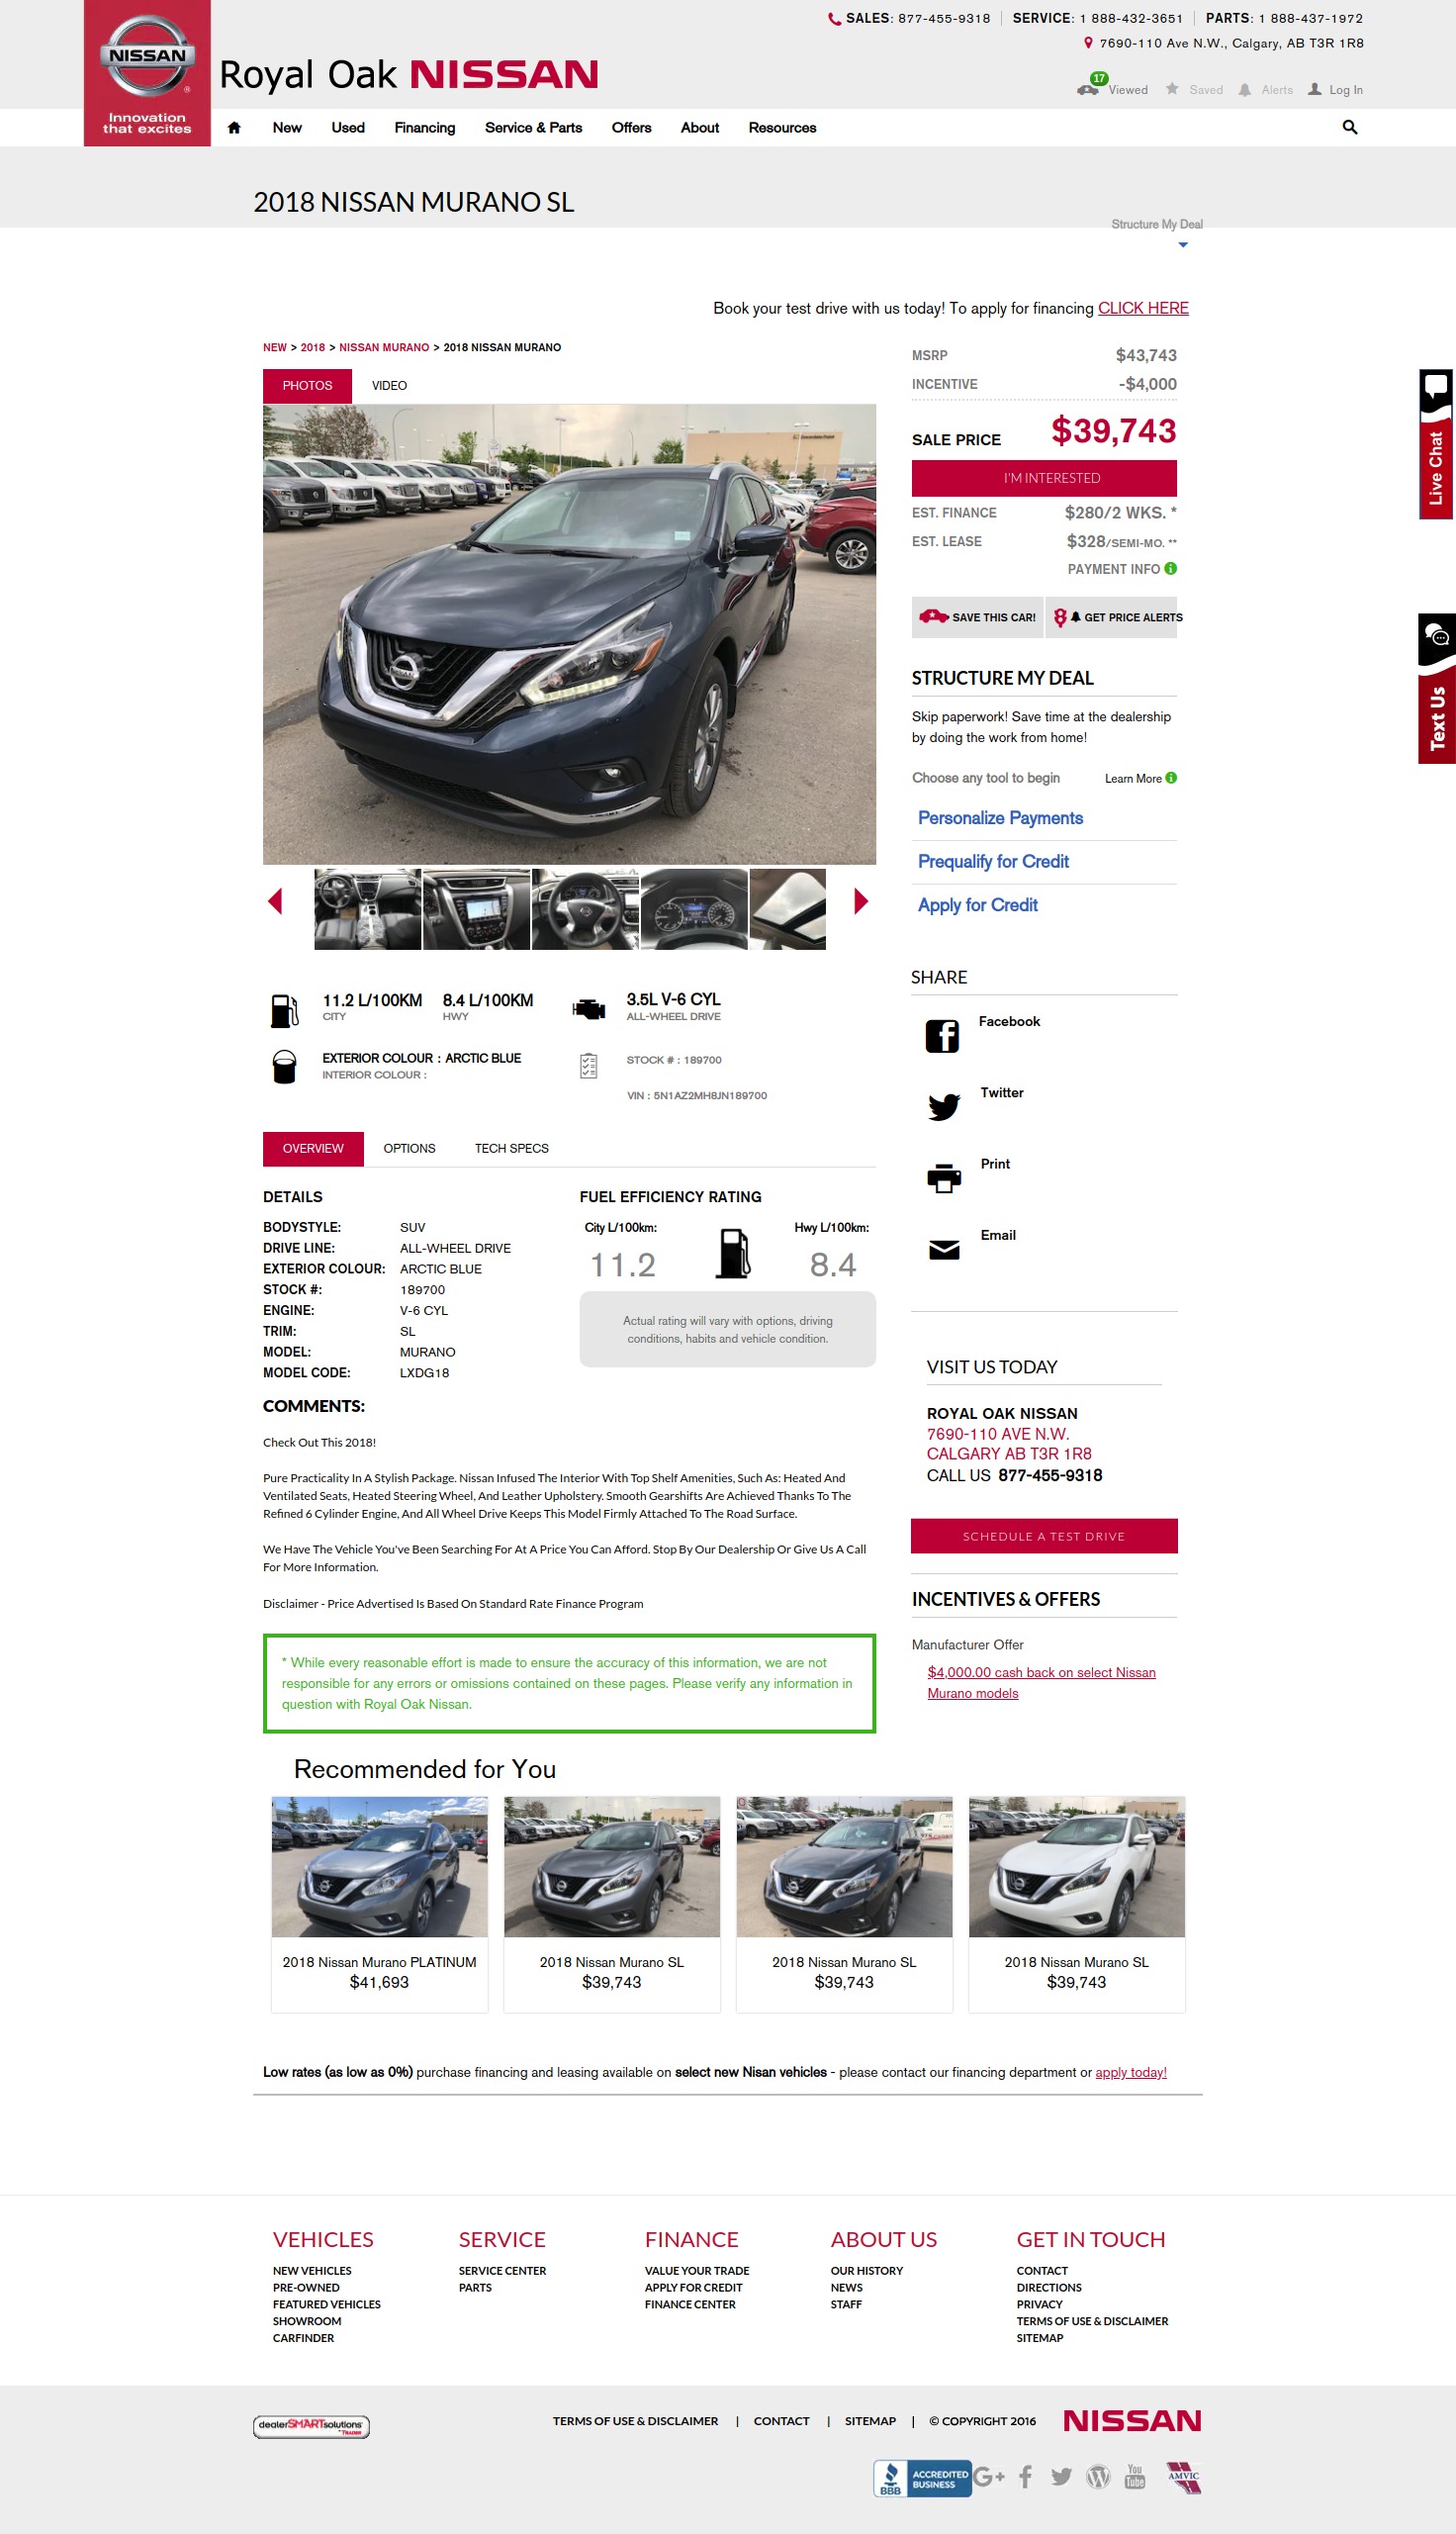 SALES: 877-455-9318 SERVICE: 1 888-432-3651 PARTS: 1 888-437-1972
7690-110 Ave N.W., Calgary, AB T3R 1R8
NISSAN
Innovation
that excites
Royal Oak NISSAN
17
Viewed Saved Alerts Log In
New Used Financing Service & Parts Offers About Resources
2018 NISSAN MURANO SL
Structure My Deal
Book your test drive with us today! To apply for financing CLICK HERE
NEW > 2018 > NISSAN MURANO > 2018 NISSAN MURANO
PHOTOS VIDEO
MSRP $43,743
INCENTIVE -$4,000
SALE PRICE $39,743
I'M INTERESTED
EST. FINANCE $280/2 WKS. *
EST. LEASE $328/SEMI-MO. **
PAYMENT INFO
SAVE THIS CAR! GET PRICE ALERTS
Live Chat
Text Us
STRUCTURE MY DEAL
Skip paperwork! Save time at the dealership
by doing the work from home!
Choose any tool to begin Learn More
Personalize Payments
Prequalify for Credit
Apply for Credit
11.2 L/100KM 8.4 L/100KM 3.5L V-6 CYL
CITY HWY ALL-WHEEL DRIVE
EXTERIOR COLOUR : ARCTIC BLUE STOCK # : 189700
INTERIOR COLOUR :
VIN : 5N1AZ2MH8JN189700
SHARE
Facebook
Twitter
Print
Email
OVERVIEW OPTIONS TECH SPECS
DETAILS
BODYSTYLE: SUV
DRIVE LINE: ALL-WHEEL DRIVE
EXTERIOR COLOUR: ARCTIC BLUE
STOCK #: 189700
ENGINE: V-6 CYL
TRIM: SL
MODEL: MURANO
MODEL CODE: LXDG18
FUEL EFFICIENCY RATING
City L/100km: Hwy L/100km:
11.2 8.4
Actual rating will vary with options, driving
conditions, habits and vehicle condition.
COMMENTS:
Check Out This 2018!
Pure Practicality In A Stylish Package. Nissan Infused The Interior With Top Shelf Amenities, Such As: Heated And
Ventilated Seats, Heated Steering Wheel, And Leather Upholstery. Smooth Gearshifts Are Achieved Thanks To The
Refined 6 Cylinder Engine, And All Wheel Drive Keeps This Model Firmly Attached To The Road Surface.
We Have The Vehicle You've Been Searching For At A Price You Can Afford. Stop By Our Dealership Or Give Us A Call
For More Information.
Disclaimer - Price Advertised Is Based On Standard Rate Finance Program
* While every reasonable effort is made to ensure the accuracy of this information, we are not
responsible for any errors or omissions contained on these pages. Please verify any information in
question with Royal Oak Nissan.
VISIT US TODAY
ROYAL OAK NISSAN
7690-110 AVE N.W.
CALGARY AB T3R 1R8
CALL US 877-455-9318
SCHEDULE A TEST DRIVE
INCENTIVES & OFFERS
Manufacturer Offer
$4,000.00 cash back on select Nissan
Murano models
Recommended for You
2018 Nissan Murano PLATINUM
$41,693
2018 Nissan Murano SL
$39,743
2018 Nissan Murano SL
$39,743
2018 Nissan Murano SL
$39,743
Low rates (as low as 0%) purchase financing and leasing available on select new Nisan vehicles - please contact our financing department or apply today!
VEHICLES
NEW VEHICLES
PRE-OWNED
FEATURED VEHICLES
SHOWROOM
CARFINDER
SERVICE
SERVICE CENTER
PARTS
FINANCE
VALUE YOUR TRADE
APPLY FOR CREDIT
FINANCE CENTER
ABOUT US
OUR HISTORY
NEWS
STAFF
GET IN TOUCH
CONTACT
DIRECTIONS
PRIVACY
TERMS OF USE & DISCLAIMER
SITEMAP
dealerSMARTsolutions
TRADER
TERMS OF USE & DISCLAIMER | CONTACT | SITEMAP | © COPYRIGHT 2016 NISSAN
BBB ACCREDITED
BUSINESS
G+
You
Tube
AMVIC